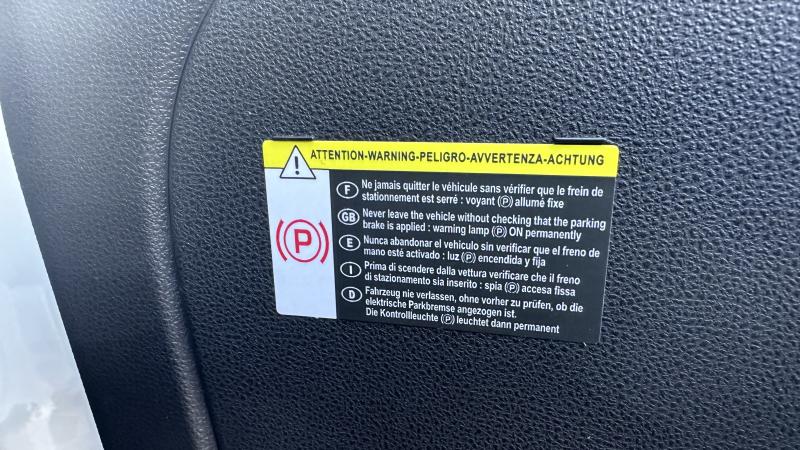 ATTENTION-WARNING-PELIGRO-AVVERTENZA-ACHTUNG
F Ne jamais quitter le véhicule sans vérifier que le frein de
stationnement est serré : voyant (P) allumé fixe
GB Never leave the vehicle without checking that the parking
brake is applied : warning lamp (P) ON permanently
E Nunca abandonar el vehiculo sin verificar que el freno de
mano esté activado : luz (P) encendida y fija
I Prima di scendere dalla vettura verificare che il freno
di stazionamento sia inserito : spia (P) accesa fissa
D Fahrzeug nie verlassen, ohne vorher zu prüfen, ob die
elektrische Parkbremse angezogen ist.
Die Kontrollleuchte (P) leuchtet dann permanent
(P)